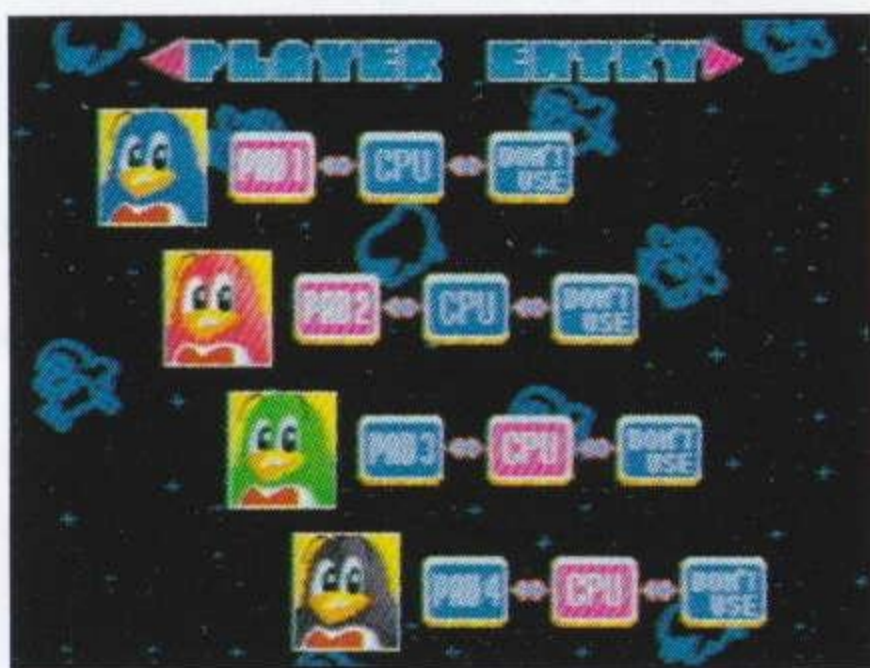 PLAYER ENTRY
PAD 1 CPU DON'T USE
PAD 2 CPU DON'T USE
PAD 3 CPU DON'T USE
PAD 4 CPU DON'T USE